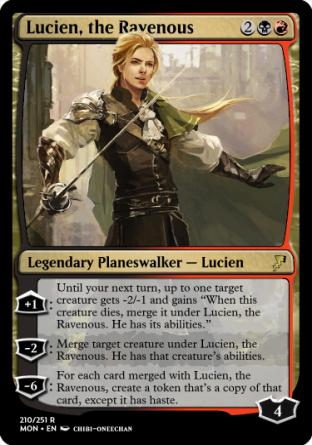 Lucien, the Ravenous 2
Legendary Planeswalker — Lucien
+1: Until your next turn, up to one target
creature gets -2/-1 and gains “When this
creature dies, merge it under Lucien, the
Ravenous. He has its abilities.”
-2: Merge target creature under Lucien, the
Ravenous. He has that creature’s abilities.
-6: For each card merged with Lucien, the
Ravenous, create a token that’s a copy of that
card, except it has haste.
4
210/251 R
MON • EN CHIBI-ONEECHAN